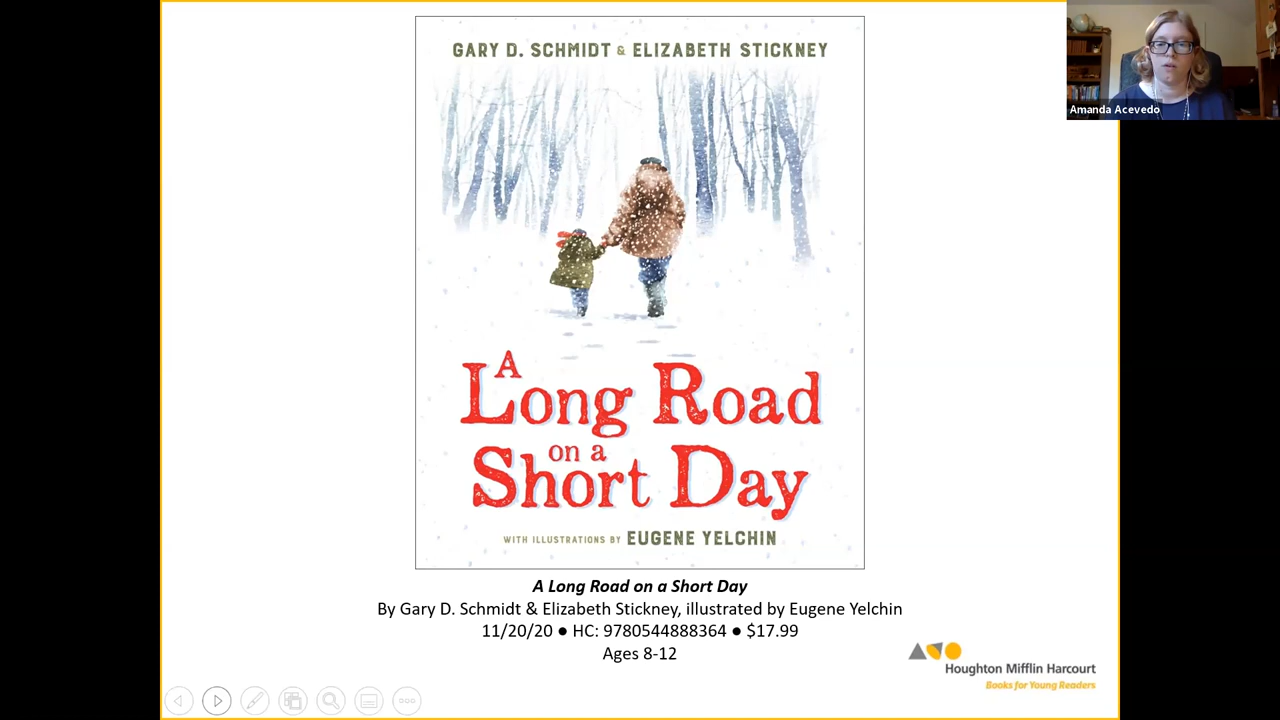 GARY D. SCHMIDT & ELIZABETH STICKNEY
A
LONG ROAD
on a
SHORT DAY
WITH ILLUSTRATIONS BY EUGENE YELCHIN
A Long Road on a Short Day
By Gary D. Schmidt & Elizabeth Stickney, illustrated by Eugene Yelchin
11/20/20 ● HC: 9780544888364 ● $17.99
Ages 8-12
Houghton Mifflin Harcourt
Books for Young Readers
Amanda Acevedo